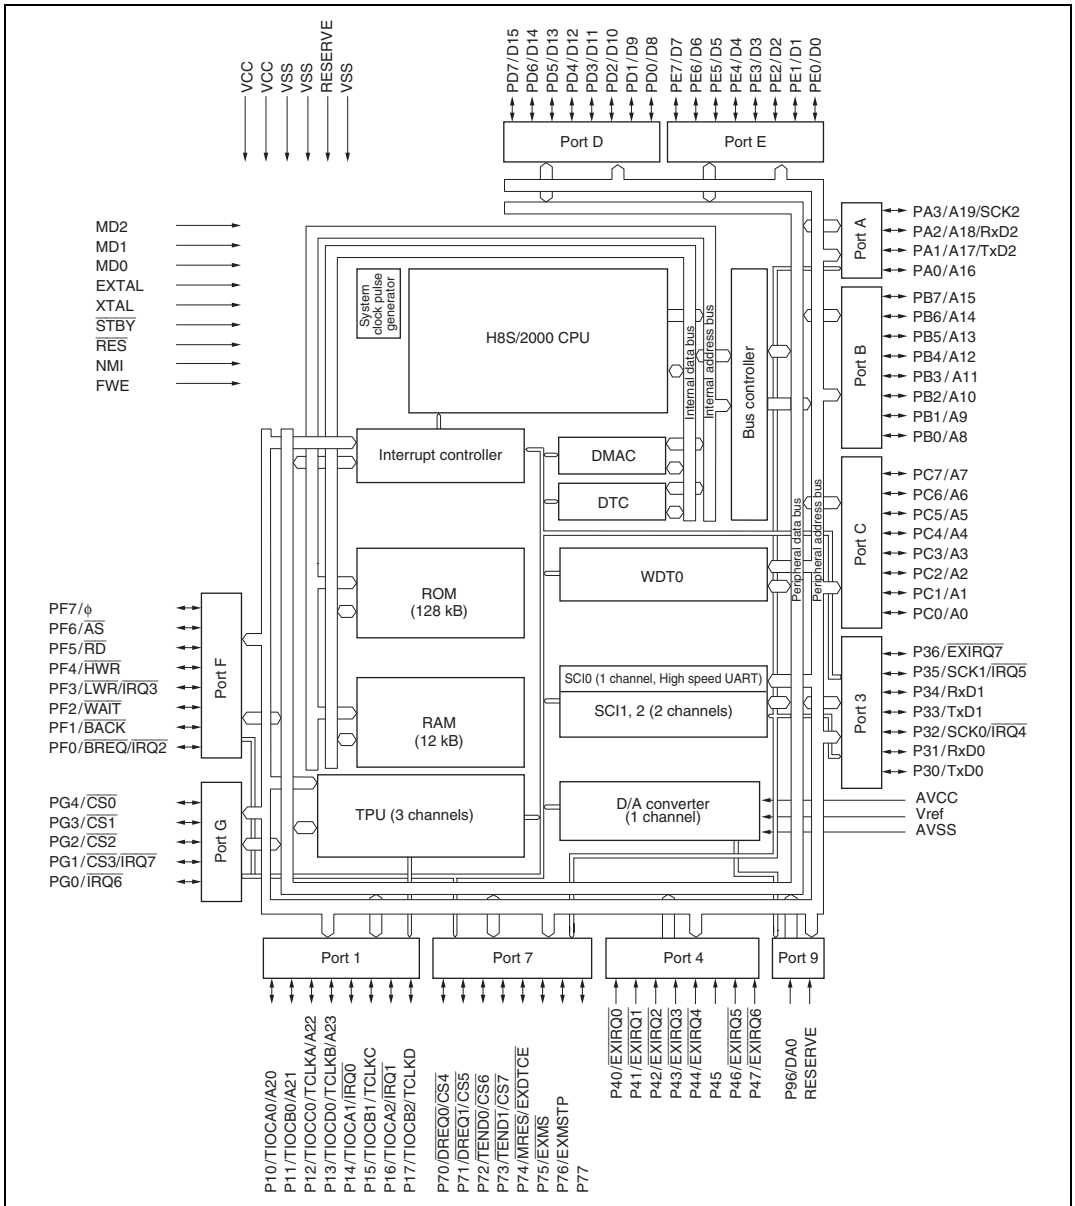 VCC
VCC
VSS
VSS
RESERVE
VSS
PD7/D15
PD6/D14
PD5/D13
PD4/D12
PD3/D11
PD2/D10
PD1/D9
PD0/D8
PE7/D7
PE6/D6
PE5/D5
PE4/D4
PE3/D3
PE2/D2
PE1/D1
PE0/D0
Port D
Port E
MD2
MD1
MD0
EXTAL
XTAL
STBY
RES
NMI
FWE
System
clock pulse
generator
H8S/2000 CPU
Internal data bus
Internal address bus
Bus controller
Port A
PA3/A19/SCK2
PA2/A18/RxD2
PA1/A17/TxD2
PA0/A16
Port B
PB7/A15
PB6/A14
PB5/A13
PB4/A12
PB3/A11
PB2/A10
PB1/A9
PB0/A8
Interrupt controller
DMAC
DTC
Peripheral data bus
Peripheral address bus
Port C
PC7/A7
PC6/A6
PC5/A5
PC4/A4
PC3/A3
PC2/A2
PC1/A1
PC0/A0
ROM
(128 kB)
WDT0
PF7/ϕ
PF6/AS
PF5/RD
PF4/HWR
PF3/LWR/IRQ3
PF2/WAIT
PF1/BACK
PF0/BREQ/IRQ2
Port F
RAM
(12 kB)
SCI0 (1 channel, High speed UART)
SCI1, 2 (2 channels)
Port 3
P36/EXIRQ7
P35/SCK1/IRQ5
P34/RxD1
P33/TxD1
P32/SCK0/IRQ4
P31/RxD0
P30/TxD0
PG4/CS0
PG3/CS1
PG2/CS2
PG1/CS3/IRQ7
PG0/IRQ6
Port G
TPU (3 channels)
D/A converter
(1 channel)
AVCC
Vref
AVSS
Port 1
Port 7
Port 4
Port 9
P10/TIOCA0/A20
P11/TIOCB0/A21
P12/TIOCC0/TCLKA/A22
P13/TIOCD0/TCLKB/A23
P14/TIOCA1/IRQ0
P15/TIOCB1/TCLKC
P16/TIOCA2/IRQ1
P17/TIOCB2/TCLKD
P70/DREQ0/CS4
P71/DREQ1/CS5
P72/TEND0/CS6
P73/TEND1/CS7
P74/MRES/EXDTCE
P75/EXMS
P76/EXMSTP
P77
P40/EXIRQ0
P41/EXIRQ1
P42/EXIRQ2
P43/EXIRQ3
P44/EXIRQ4
P45
P46/EXIRQ5
P47/EXIRQ6
P96/DA0
RESERVE